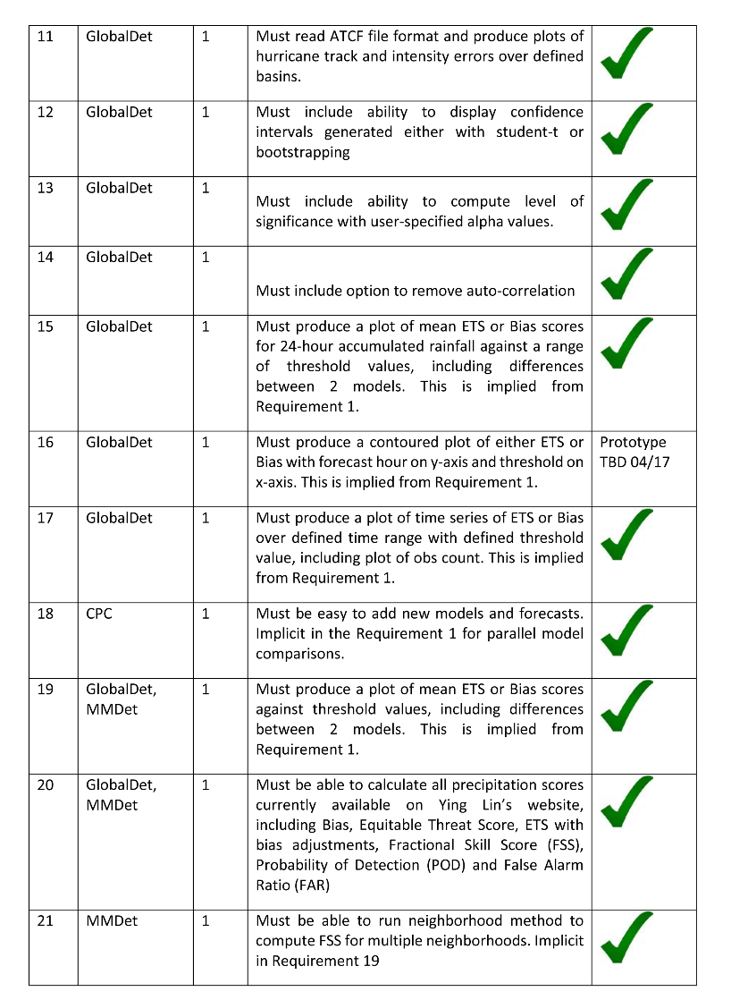 11 GlobalDet 1 Must read ATCF file format and produce plots of
hurricane track and intensity errors over defined
basins.
12 GlobalDet 1 Must include ability to display confidence
intervals generated either with student-t or
bootstrapping
13 GlobalDet 1
Must include ability to compute level of
significance with user-specified alpha values.
14 GlobalDet 1
Must include option to remove auto-correlation
15 GlobalDet 1 Must produce a plot of mean ETS or Bias scores
for 24-hour accumulated rainfall against a range
of threshold values, including differences
between 2 models. This is implied from
Requirement 1.
16 GlobalDet 1 Must produce a contoured plot of either ETS or Prototype
Bias with forecast hour on y-axis and threshold on TBD 04/17
x-axis. This is implied from Requirement 1.
17 GlobalDet 1 Must produce a plot of time series of ETS or Bias
over defined time range with defined threshold
value, including plot of obs count. This is implied
from Requirement 1.
18 CPC 1 Must be easy to add new models and forecasts.
Implicit in the Requirement 1 for parallel model
comparisons.
19 GlobalDet, 1 Must produce a plot of mean ETS or Bias scores
MMDet against threshold values, including differences
between 2 models. This is implied from
Requirement 1.
20 GlobalDet, 1 Must be able to calculate all precipitation scores
MMDet currently available on Ying Lin’s website,
including Bias, Equitable Threat Score, ETS with
bias adjustments, Fractional Skill Score (FSS),
Probability of Detection (POD) and False Alarm
Ratio (FAR)
21 MMDet 1 Must be able to run neighborhood method to
compute FSS for multiple neighborhoods. Implicit
in Requirement 19